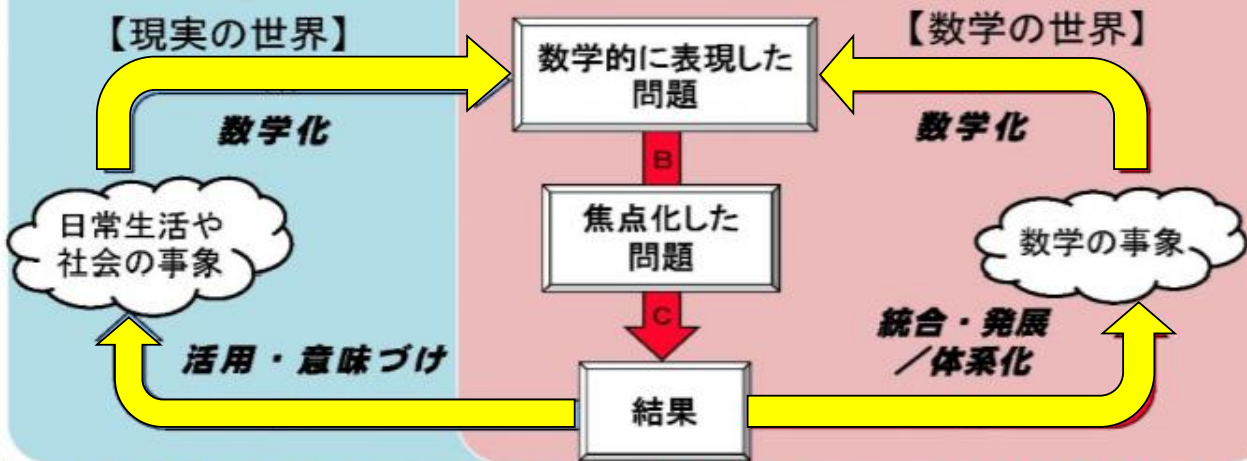 【現実の世界】
【数学の世界】
数学的に表現した
問題
数学化
数学化
B
日常生活や
社会の事象
焦点化した
問題
数学の事象
C
活用・意味づけ
統合・発展
／体系化
結果